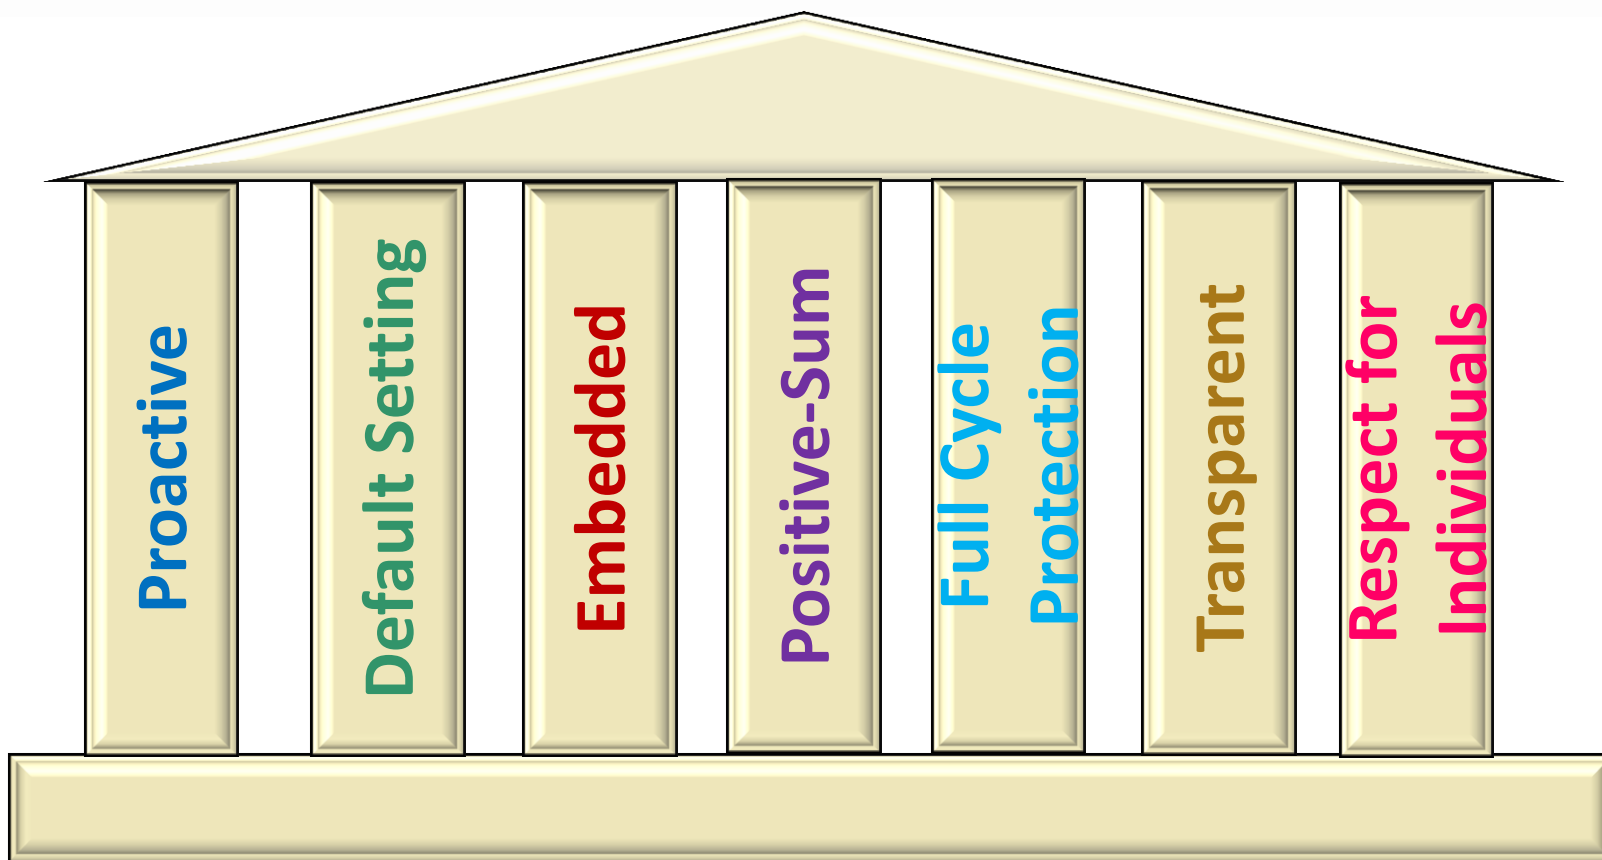 Proactive
Default Setting
Embedded
Positive-Sum
Full Cycle
Protection
Transparent
Respect for
Individuals